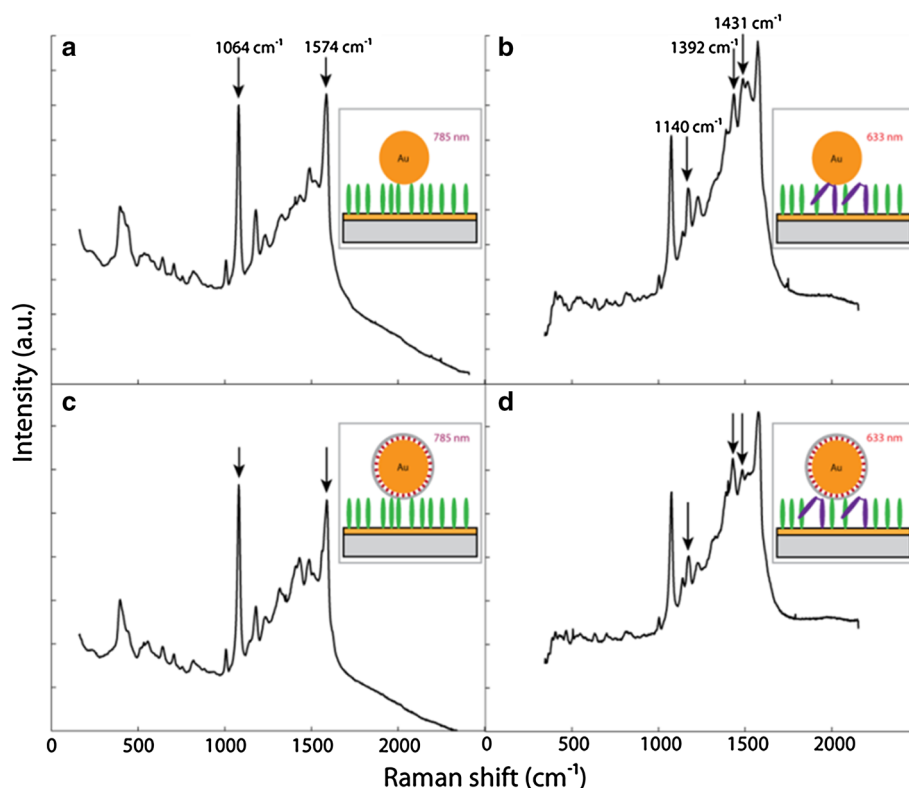 a
1064 cm⁻¹ 1574 cm⁻¹
785 nm
Au
b
1431 cm⁻¹
1392 cm⁻¹
1140 cm⁻¹
633 nm
Au
c
785 nm
Au
d
633 nm
Au
Intensity (a.u.)
0 500 1000 1500 2000
0 500 1000 1500 2000
Raman shift (cm⁻¹)